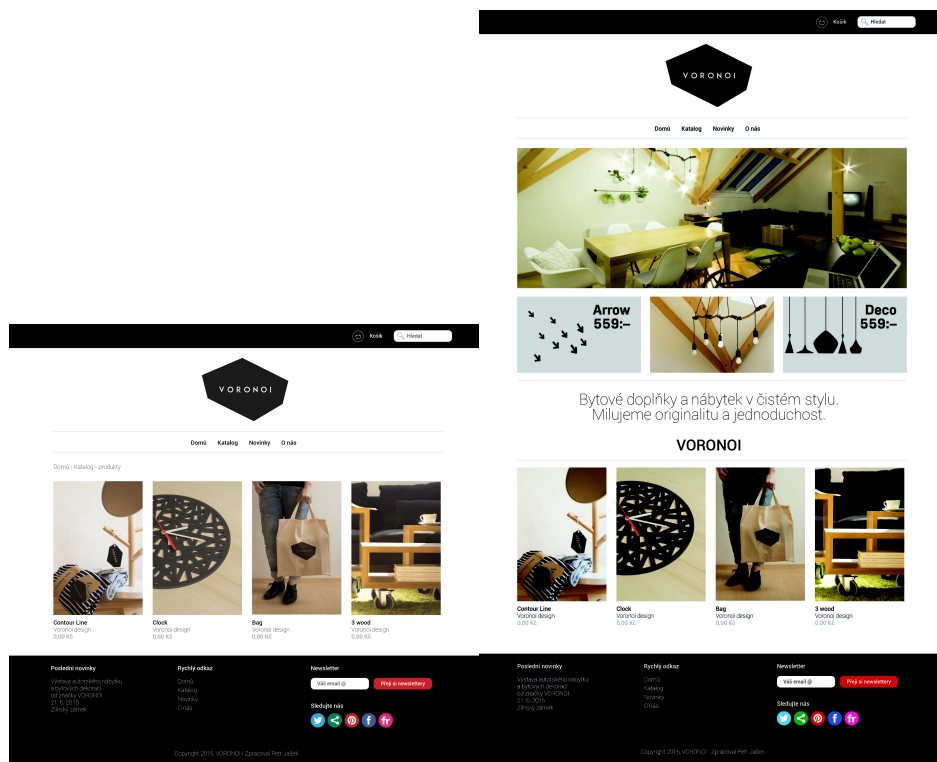 Košík
Hledat
VORONOI
Domů Katalog Novinky O nás
Domů - Katalog - produkty
VORONOI
Contour Line
Voronoi design
0,00 Kč
Clock
Voronoi design
0,00 Kč
Bag
Voronoi design
0,00 Kč
3 wood
Voronoi design
0,00 Kč
Poslední novinky
Výstava autorského nábytku
a bytových dekorací
od značky VORONOI
21. 6. 2015
Zlínský zámek
Rychlý odkaz
Domů
Katalog
Novinky
O nás
Newsletter
Váš email @
Přeji si newslettery
Sledujte nás
fr
Copyright 2015, VORONOI | Zpracoval Petr Jašek
Košík
Hledat
VORONOI
Domů Katalog Novinky O nás
Arrow
559:–
Deco
559:–
Bytové doplňky a nábytek v čistém stylu.
Milujeme originalitu a jednoduchost.
VORONOI
Contour Line
Voronoi design
0,00 Kč
Clock
Voronoi design
0,00 Kč
Bag
Voronoi design
0,00 Kč
3 wood
Voronoi design
0,00 Kč
Poslední novinky
Výstava autorského nábytku
a bytových dekorací
od značky VORONOI
21. 6. 2015
Zlínský zámek
Rychlý odkaz
Domů
Katalog
Novinky
O nás
Newsletter
Váš email @
Přeji si newslettery
Sledujte nás
fr
Copyright 2015, VORONOI | Zpracoval Petr Jašek